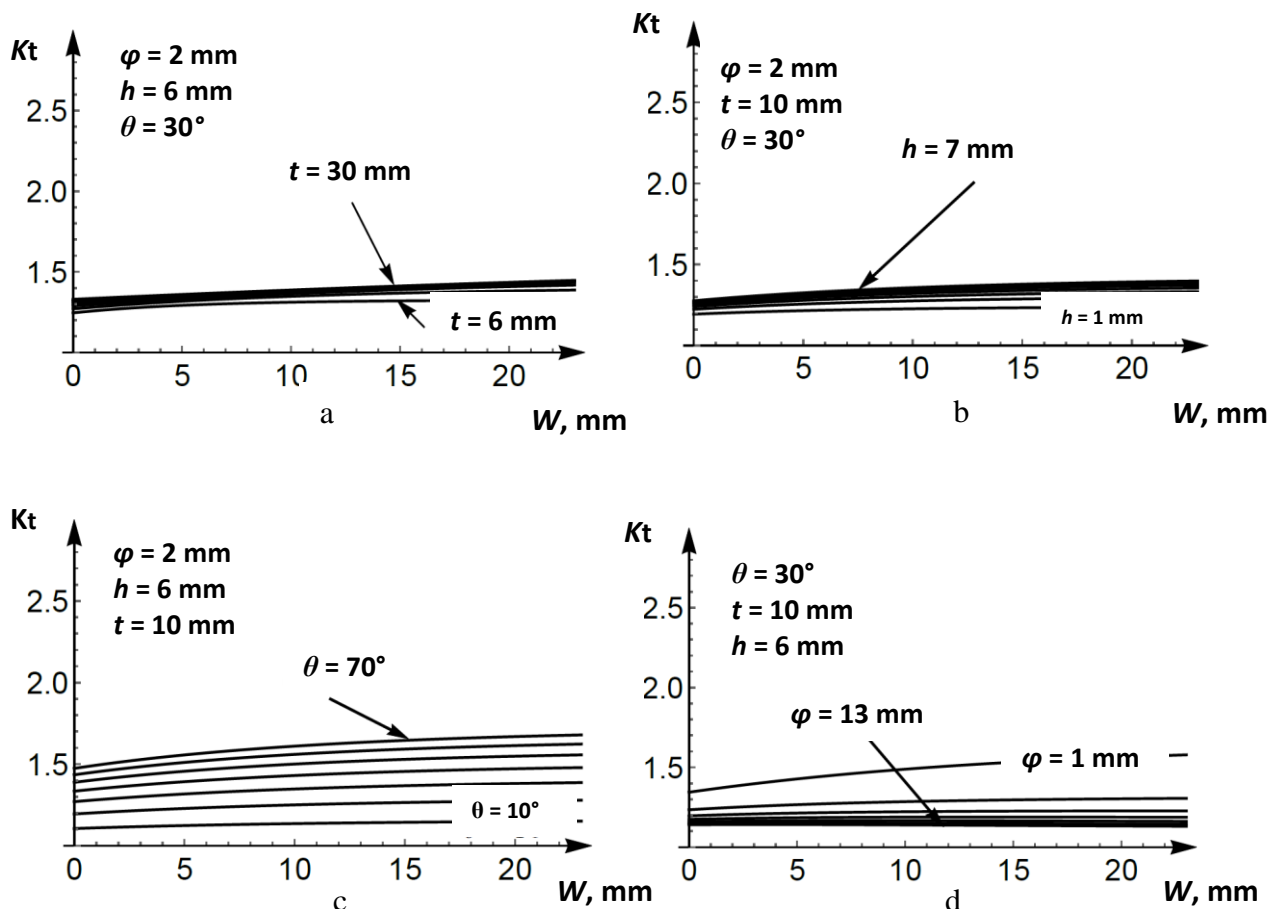 Kt
φ = 2 mm
h = 6 mm
θ = 30°
2.5
t = 30 mm
2.0
1.5
t = 6 mm
0 5 10 15 20
a
W, mm
Kt
φ = 2 mm
t = 10 mm
θ = 30°
2.5
h = 7 mm
2.0
1.5
h = 1 mm
0 5 10 15 20
b
W, mm
Kt
φ = 2 mm
h = 6 mm
t = 10 mm
2.5
θ = 70°
2.0
1.5
θ = 10°
0 5 10 15 20
c
W, mm
Kt
θ = 30°
t = 10 mm
h = 6 mm
2.5
2.0
φ = 13 mm
φ = 1 mm
1.5
0 5 10 15 20
d
W, mm